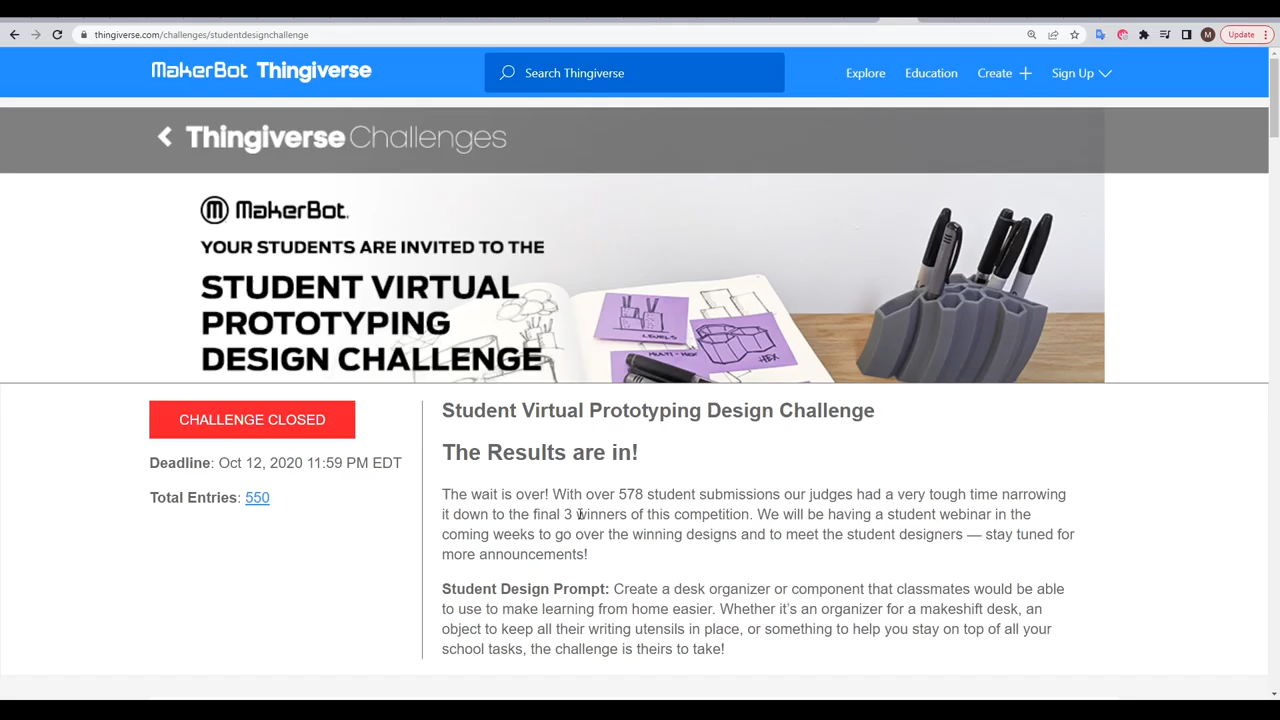 thingiverse.com/challenges/studentdesignchallenge
M
Update
MakerBot Thingiverse
Search Thingiverse
Explore
Education
Create
Sign Up
Thingiverse Challenges
MakerBot.
YOUR STUDENTS ARE INVITED TO THE
STUDENT VIRTUAL
PROTOTYPING
DESIGN CHALLENGE
LEVELS
MULTI-HEX
HEX
CHALLENGE CLOSED
Deadline: Oct 12, 2020 11:59 PM EDT
Total Entries: 550
Student Virtual Prototyping Design Challenge
The Results are in!
The wait is over! With over 578 student submissions our judges had a very tough time narrowing
it down to the final 3 winners of this competition. We will be having a student webinar in the
coming weeks to go over the winning designs and to meet the student designers — stay tuned for
more announcements!
Student Design Prompt: Create a desk organizer or component that classmates would be able
to use to make learning from home easier. Whether it's an organizer for a makeshift desk, an
object to keep all their writing utensils in place, or something to help you stay on top of all your
school tasks, the challenge is theirs to take!